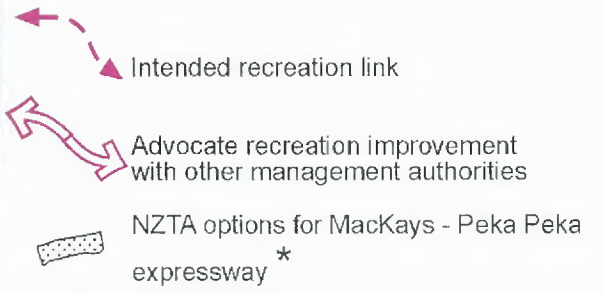 Intended recreation link
Advocate recreation improvement
with other management authorities
NZTA options for MacKays - Peka Peka
expressway *